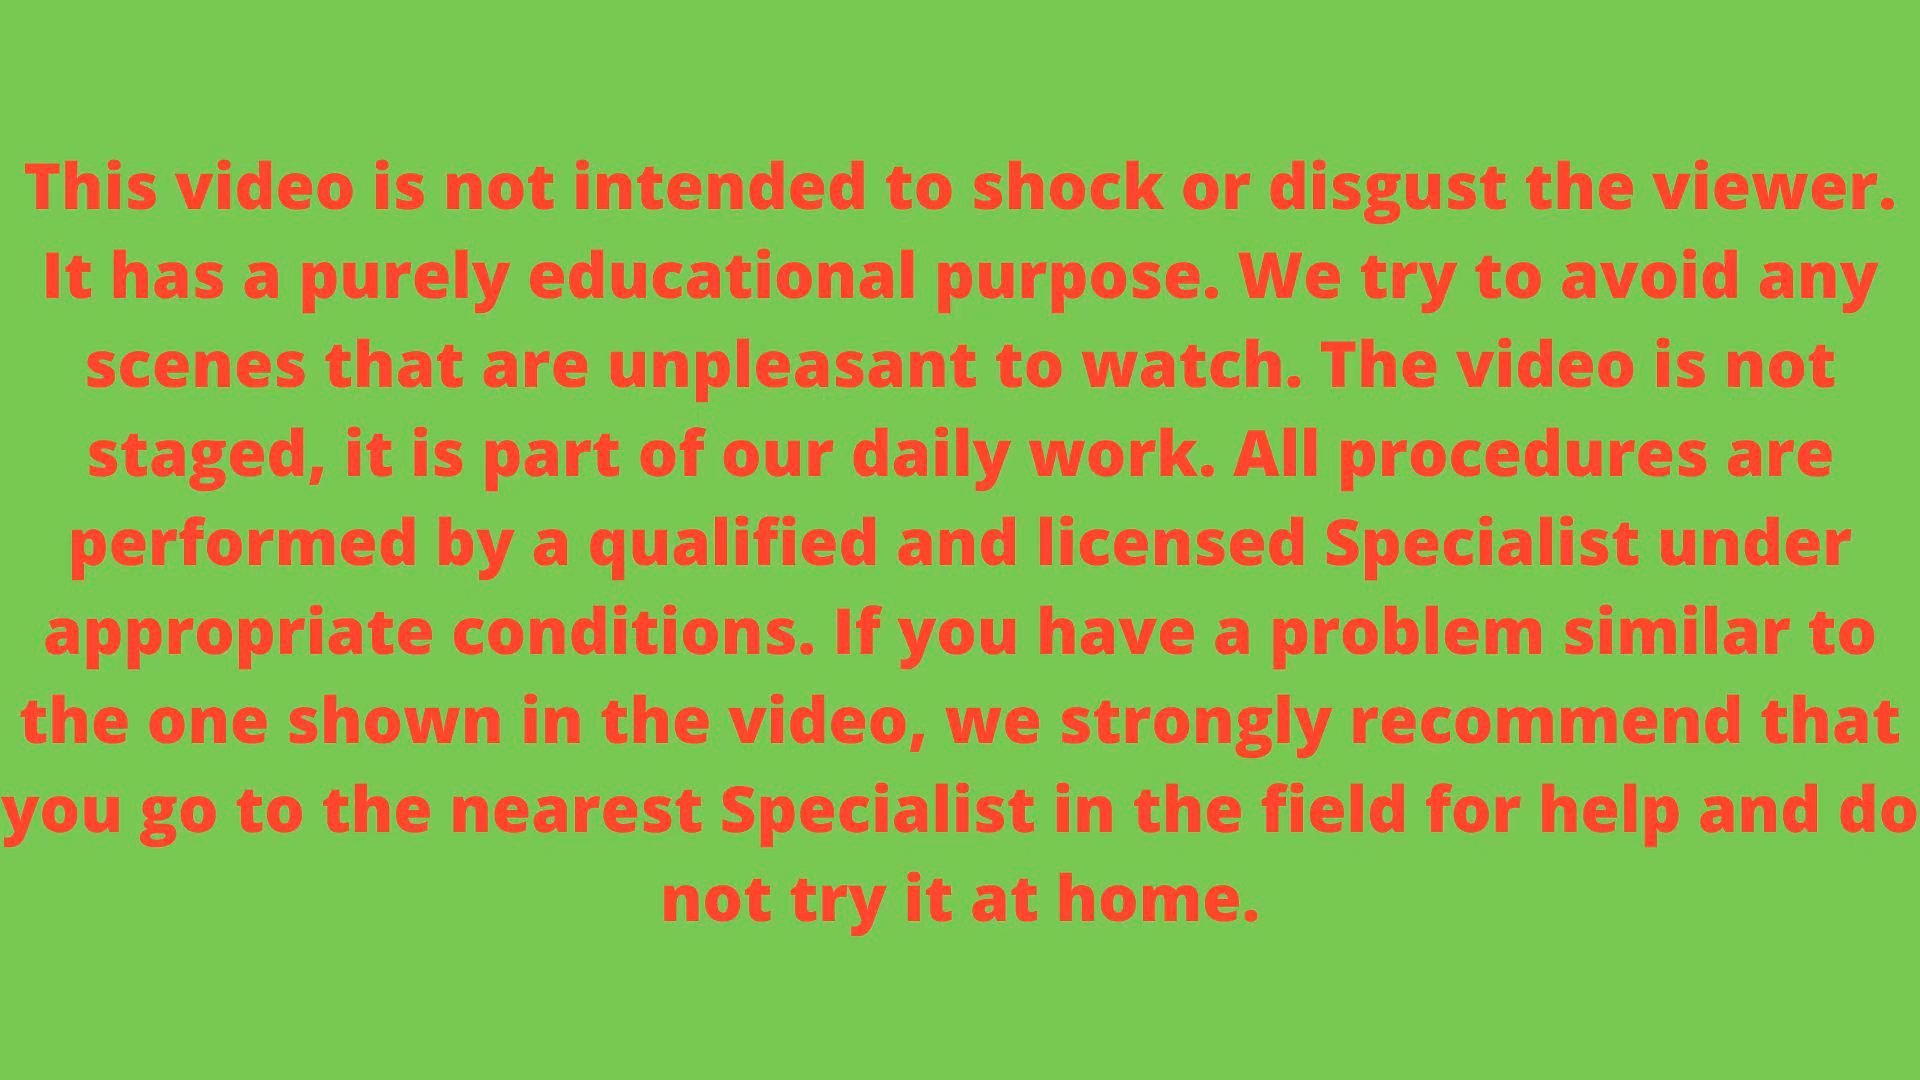 This video is not intended to shock or disgust the viewer.
It has a purely educational purpose. We try to avoid any
scenes that are unpleasant to watch. The video is not
staged, it is part of our daily work. All procedures are
performed by a qualified and licensed Specialist under
appropriate conditions. If you have a problem similar to
the one shown in the video, we strongly recommend that
you go to the nearest Specialist in the field for help and do
not try it at home.